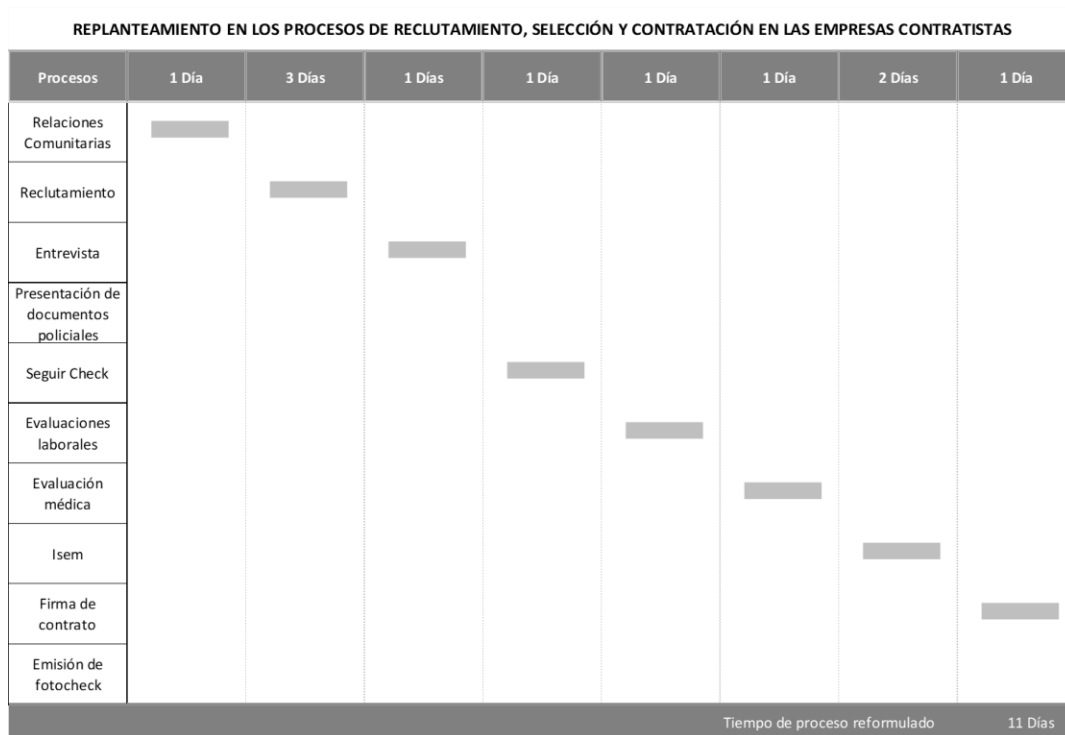 REPLANTEAMIENTO EN LOS PROCESOS DE RECLUTAMIENTO, SELECCIÓN Y CONTRATACIÓN EN LAS EMPRESAS CONTRATISTAS
Procesos 1 Día 3 Días 1 Días 1 Día 1 Día 1 Día 2 Días 1 Día
Relaciones
Comunitarias
Reclutamiento
Entrevista
Presentación de
documentos
policiales
Seguir Check
Evaluaciones
laborales
Evaluación
médica
Isem
Firma de
contrato
Emisión de
fotocheck
Tiempo de proceso reformulado 11 Días